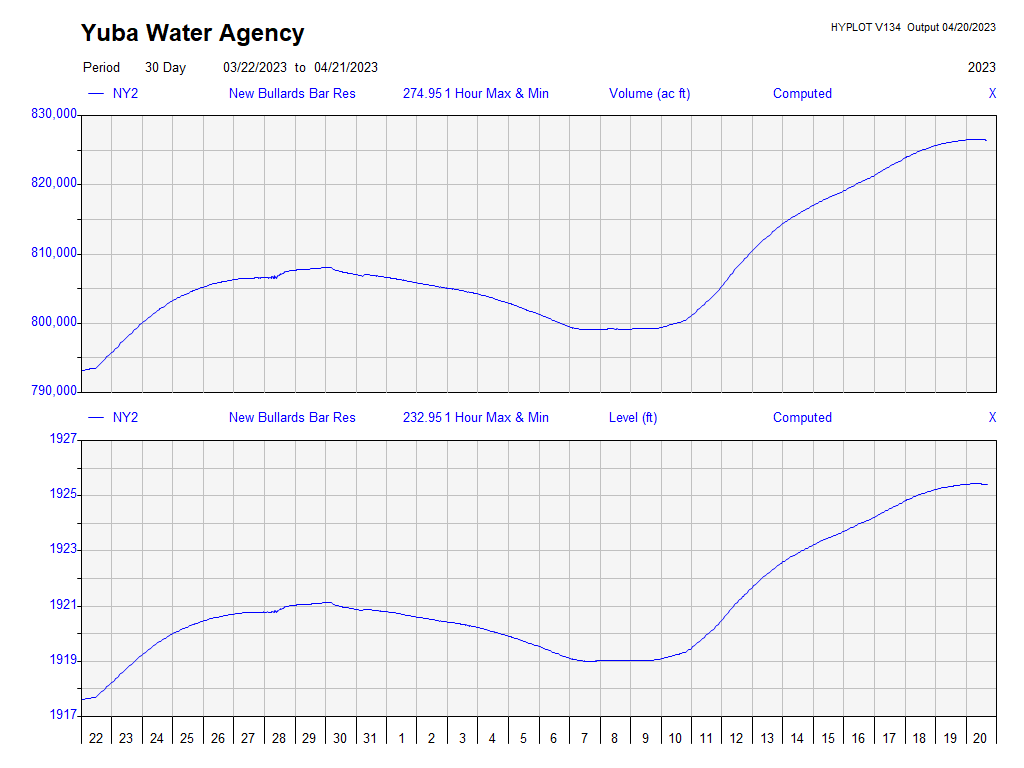 Yuba Water Agency
HYPLOT V134 Output 04/20/2023
Period 30 Day 03/22/2023 to 04/21/2023 2023
NY2 New Bullards Bar Res 274.95 1 Hour Max & Min Volume (ac ft) Computed X
830,000
820,000
810,000
800,000
790,000
NY2 New Bullards Bar Res 232.95 1 Hour Max & Min Level (ft) Computed X
1927
1925
1923
1921
1919
1917
22 23 24 25 26 27 28 29 30 31 1 2 3 4 5 6 7 8 9 10 11 12 13 14 15 16 17 18 19 20